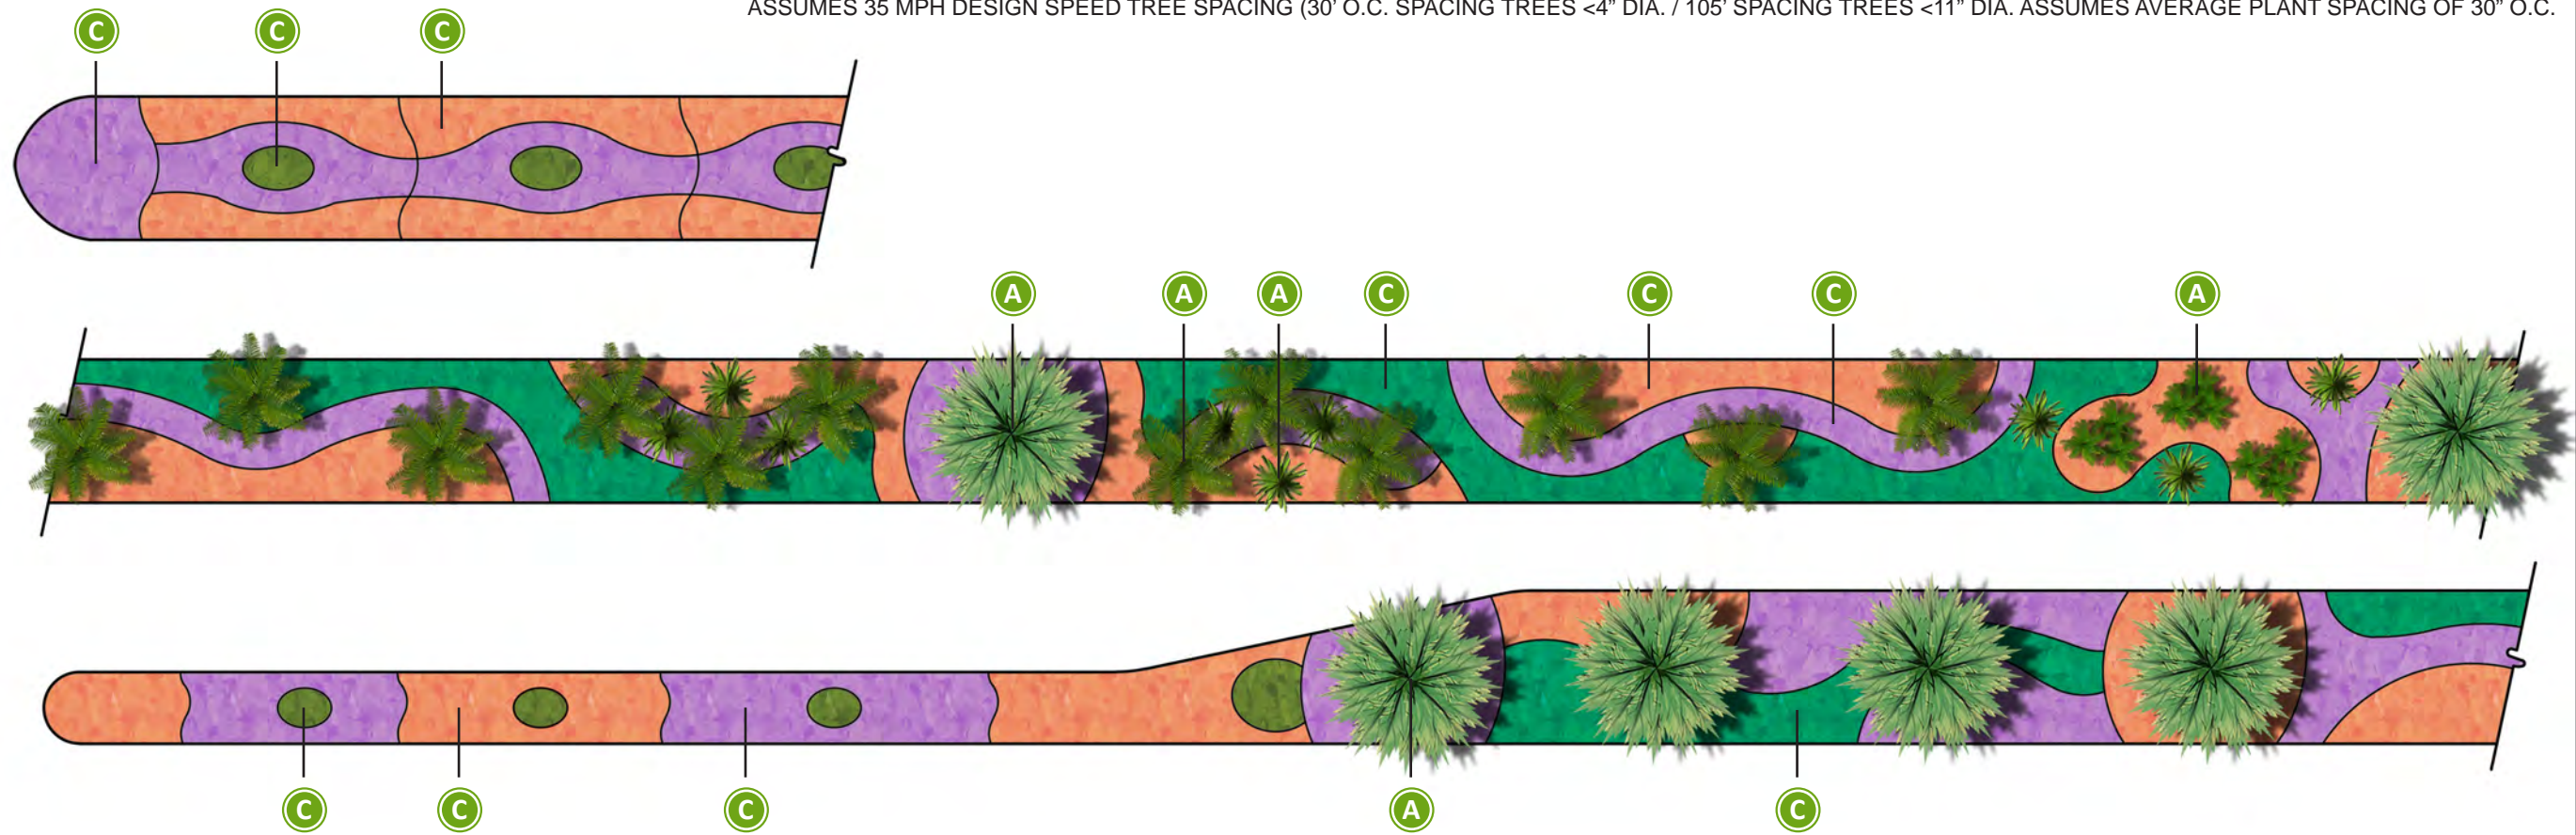 ASSUMES 35 MPH DESIGN SPEED TREE SPACING (30’ O.C. SPACING TREES <4” DIA. / 105’ SPACING TREES <11” DIA. ASSUMES AVERAGE PLANT SPACING OF 30” O.C.
C C C
A A A C C C A
C C C A C